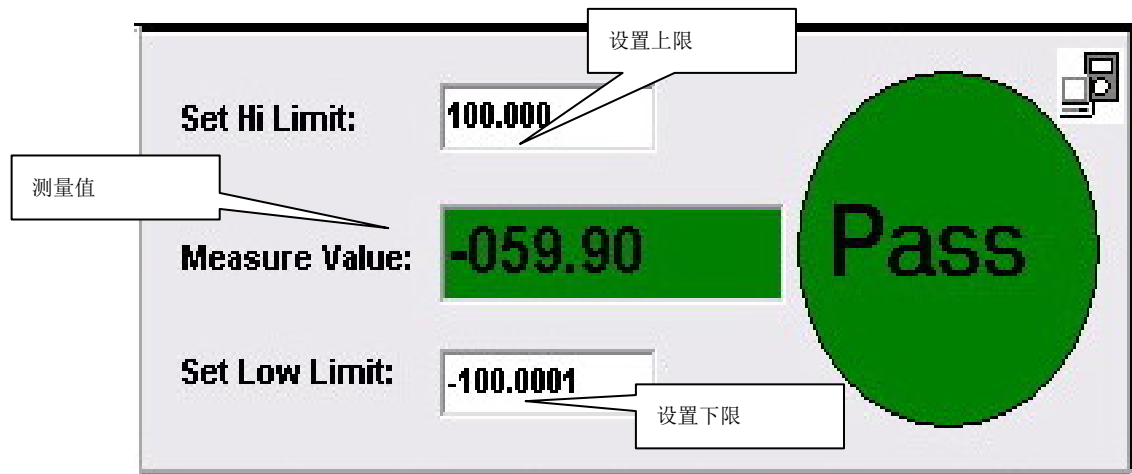 设置上限
Set Hi Limit: 100.000
测量值
Measure Value: -059.90
Pass
Set Low Limit: -100.0001
设置下限